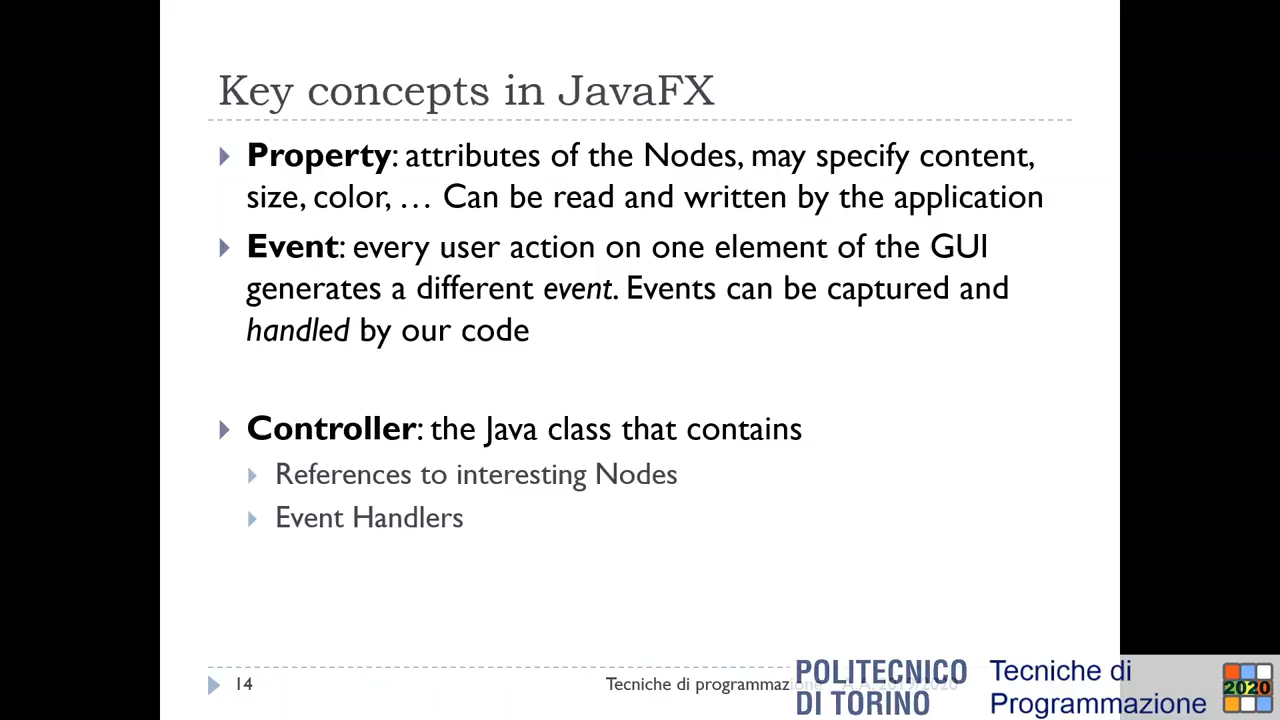 Key concepts in JavaFX
Property: attributes of the Nodes, may specify content,
size, color, … Can be read and written by the application
Event: every user action on one element of the GUI
generates a different event. Events can be captured and
handled by our code
Controller: the Java class that contains
References to interesting Nodes
Event Handlers
14
Tecniche di programmazione A.A. 2019/2020
POLITECNICO
DI TORINO
Tecniche di
Programmazione
2020